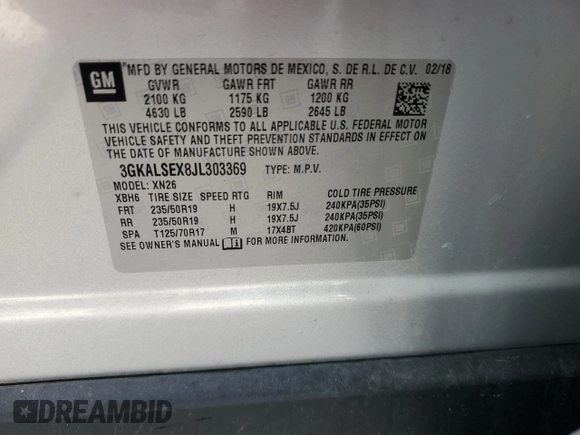 GM
*MFD BY GENERAL MOTORS DE MEXICO, S. DE R.L. DE C.V. 02/18
GVWR GAWR FRT GAWR RR
2100 KG 1175 KG 1200 KG
4630 LB 2590 LB 2645 LB
THIS VEHICLE CONFORMS TO ALL APPLICABLE U.S. FEDERAL MOTOR
VEHICLE SAFETY AND THEFT PREVENTION STANDARDS IN EFFECT ON
THE DATE OF MANUFACTURE SHOWN ABOVE.
3GKALSEX8JL303369 TYPE: M.P.V.
MODEL: XN26
XBH6 TIRE SIZE SPEED RTG RIM COLD TIRE PRESSURE
FRT 235/50R19 H 19X7.5J 240KPA(35PSI)
RR 235/50R19 H 19X7.5J 240KPA(35PSI)
SPA T125/70R17 M 17X4BT 420KPA(60PSI)
SEE OWNER'S MANUAL FOR MORE INFORMATION.
DREAMBID